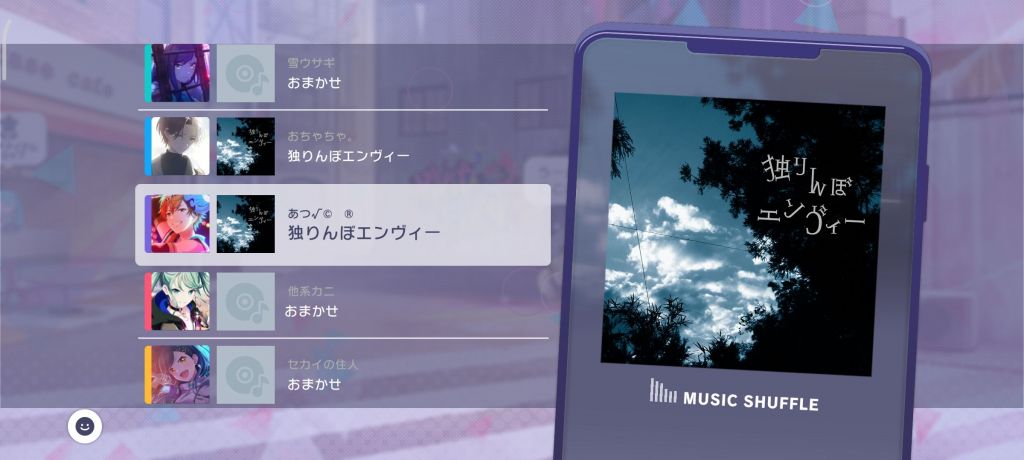 雪ウサギ
おまかせ
おちゃちゃ。
独りんぼエンヴィー
あつ√© ®
独りんぼエンヴィー
他系カニ
おまかせ
セカイの住人
おまかせ
独りんぼ
エンヴィー
MUSIC SHUFFLE